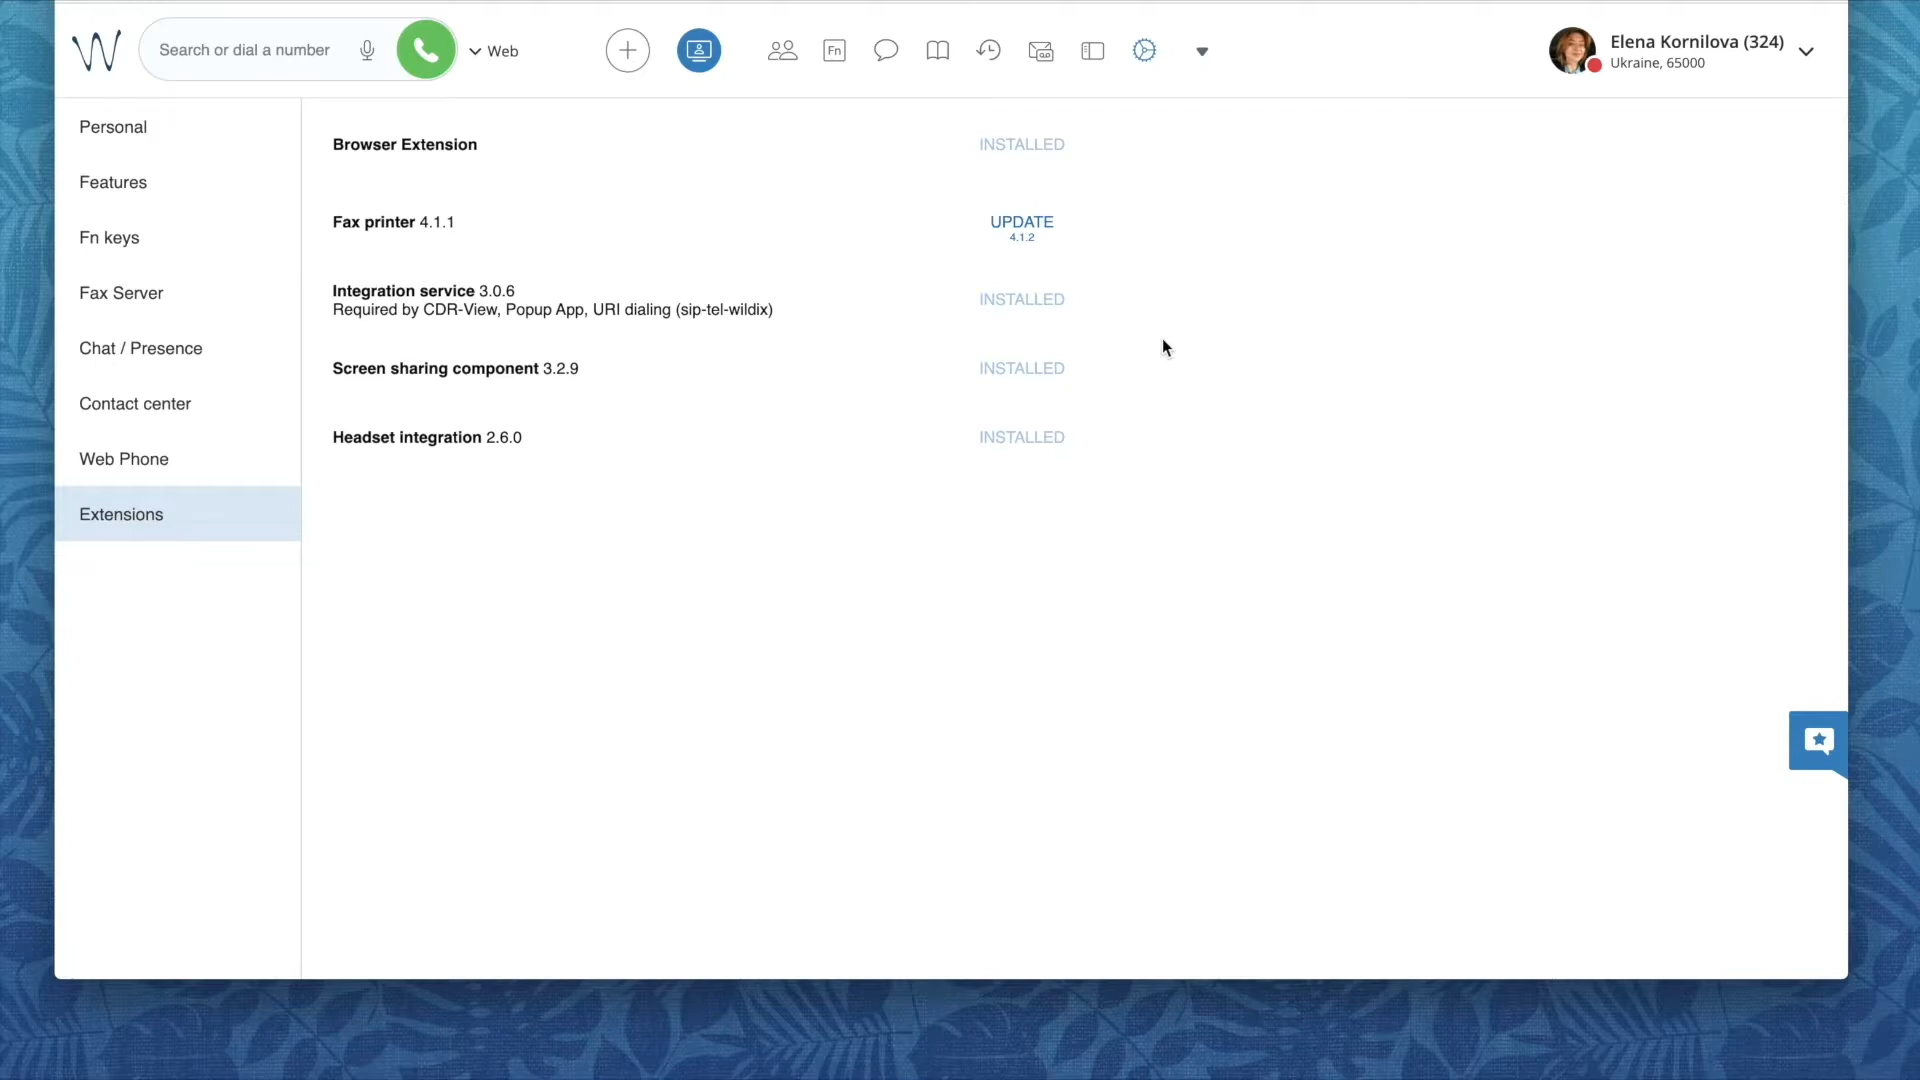 Search or dial a number
Web
Fn
Elena Kornilova (324)
Ukraine, 65000
Personal
Features
Fn keys
Fax Server
Chat / Presence
Contact center
Web Phone
Extensions
Browser Extension
INSTALLED
Fax printer 4.1.1
UPDATE
4.1.2
Integration service 3.0.6
Required by CDR-View, Popup App, URI dialing (sip-tel-wildix)
INSTALLED
Screen sharing component 3.2.9
INSTALLED
Headset integration 2.6.0
INSTALLED